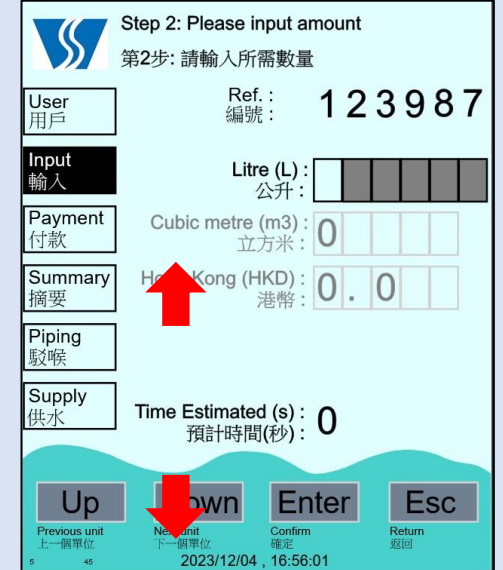 Step 2: Please input amount
第2步: 請輸入所需數量
User
用戶
Ref. :
編號 :
123987
Input
輸入
Litre (L) :
公升 :
Payment
付款
Cubic metre (m3) :
立方米 :
0
Summary
摘要
Kong (HKD) :
港幣 :
0.0
Piping
駁喉
Supply
供水
Time Estimated (s) :
預計時間(秒) :
0
Up
Enter
Esc
Previous unit
上一個單位
unit
下一個單位
Confirm
確定
Return
返回
5 45
2023/12/04 , 16:56:01